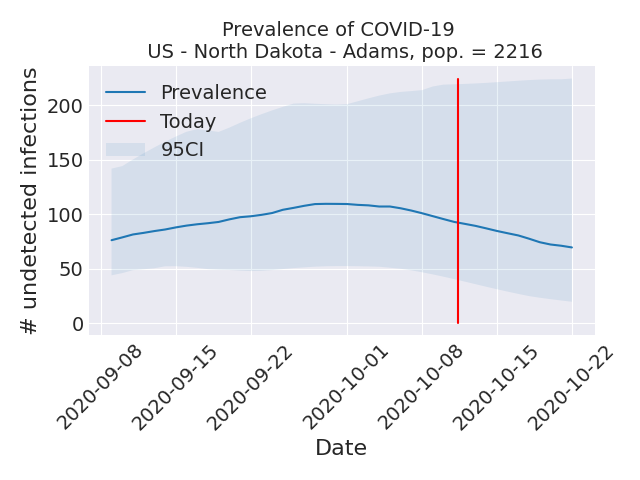 Prevalence of COVID-19
US - North Dakota - Adams, pop. = 2216
Prevalence
Today
95CI
# undetected infections
200
150
100
50
0
2020-09-08
2020-09-15
2020-09-22
2020-10-01
2020-10-08
2020-10-15
2020-10-22
Date